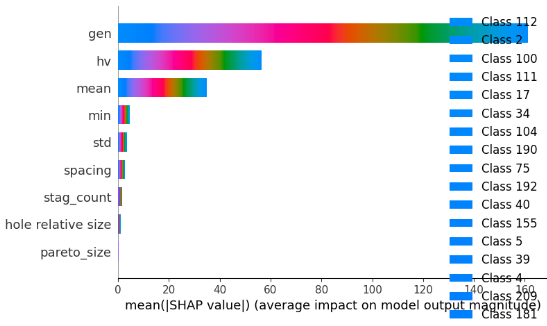 gen
hv
mean
min
std
spacing
stag_count
hole relative size
pareto_size
0 20 40 60 80 100 120 140 160
mean(|SHAP value|) (average impact on model output magnitude)
Class 112
Class 2
Class 100
Class 111
Class 17
Class 34
Class 104
Class 190
Class 75
Class 192
Class 40
Class 155
Class 5
Class 39
Class 4
Class 209
Class 181